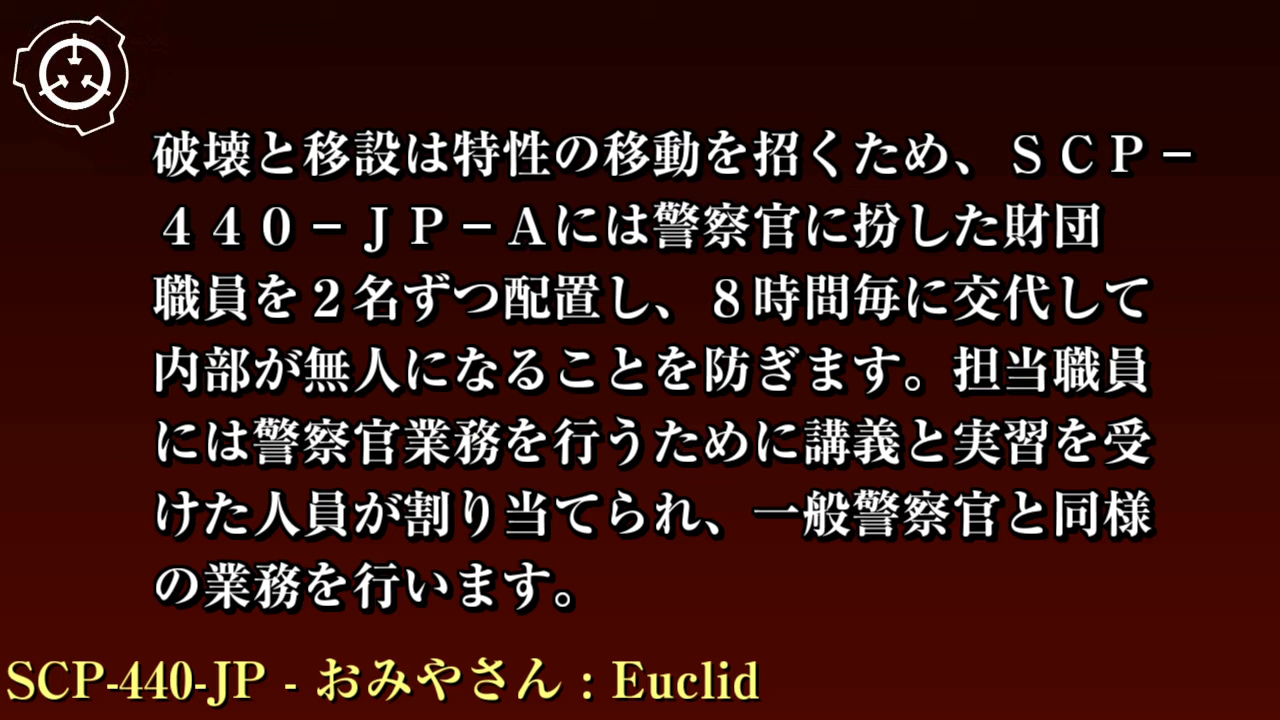 破壊と移設は特性の移動を招くため、ＳＣＰ−
４４０−ＪＰ−Ａには警察官に扮した財団
職員を２名ずつ配置し、８時間毎に交代して
内部が無人になることを防ぎます。担当職員
には警察官業務を行うために講義と実習を受
けた人員が割り当てられ、一般警察官と同様
の業務を行います。
SCP-440-JP - おみやさん : Euclid